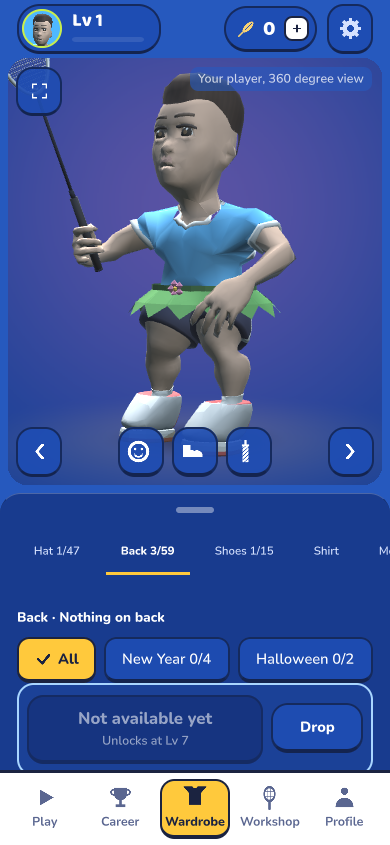 Lv 1
0
+
Your player, 360 degree view
Hat 1/47
Back 3/59
Shoes 1/15
Shirt
Back · Nothing on back
All
New Year 0/4
Halloween 0/2
Not available yet
Unlocks at Lv 7
Drop
Play
Career
Wardrobe
Workshop
Profile